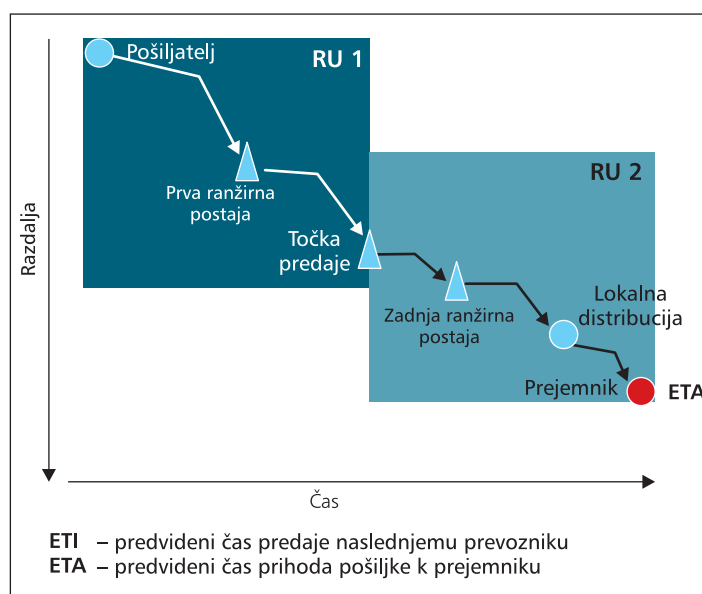 Pošiljatelj
RU 1
Prva ranžirna
postaja
Točka
predaje
RU 2
Zadnja ranžirna
postaja
Lokalna
distribucija
Prejemnik
ETA
Razdalja
Čas
ETI – predvideni čas predaje naslednjemu prevozniku
ETA – predvideni čas prihoda pošiljke k prejemniku